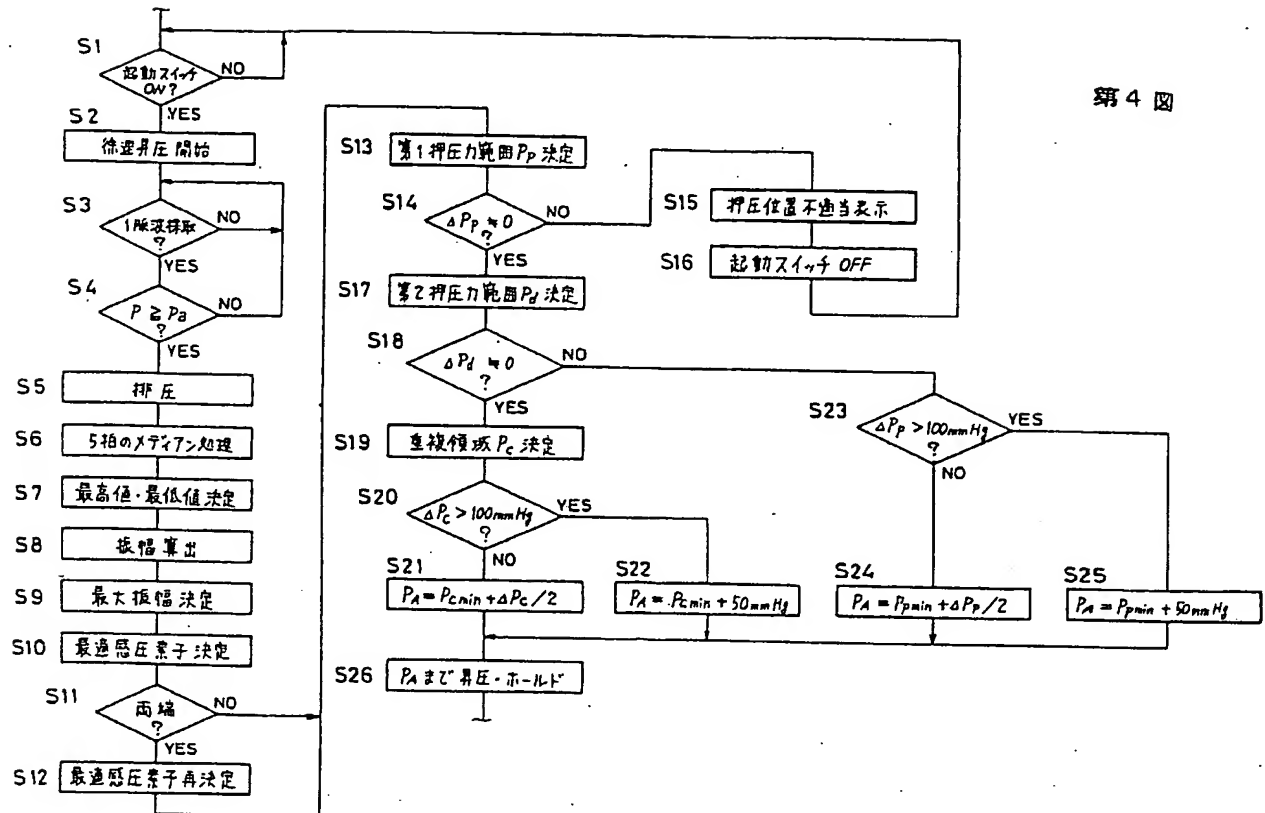 第4図
S1
起動スイッチ
ON?
NO
YES
S2
徐速昇圧開始
S3
1脈波採取
?
NO
YES
S4
P ≧ Pa
?
NO
YES
S5
排圧
S6
5拍のメディアン処理
S7
最高値・最低値決定
S8
振幅算出
S9
最大振幅決定
S10
最適感圧素子決定
S11
両端
?
NO
YES
S12
最適感圧素子再決定
S13
第1押圧力範囲Pp決定
S14
ΔPp≒0
?
NO
YES
S15
押圧位置不適当表示
S16
起動スイッチ OFF
S17
第2押圧力範囲Pd決定
S18
ΔPd≒0
?
NO
YES
S19
重複領域Pc決定
S20
ΔPc>100mmHg
?
YES
NO
S21
PA=Pcmin+ΔPc/2
S22
PA=Pcmin+50mmHg
S23
ΔPp>100mmHg
?
YES
NO
S24
PA=Ppmin+ΔPp/2
S25
PA=Ppmin+50mmHg
S26
PAまで昇圧・ホールド